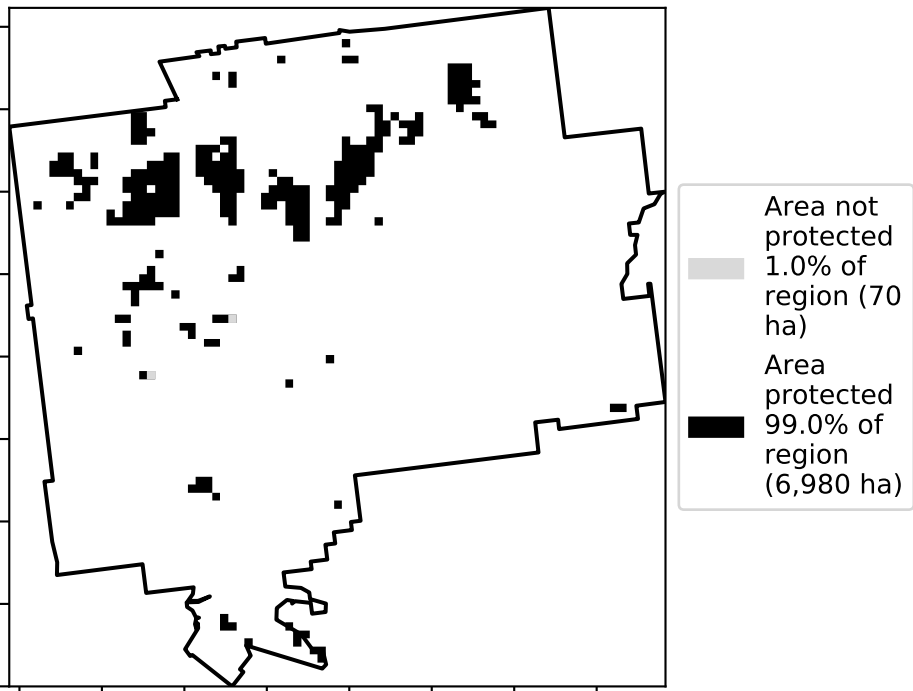 Area not
protected
1.0% of
region (70
ha)
Area
protected
99.0% of
region
(6,980 ha)